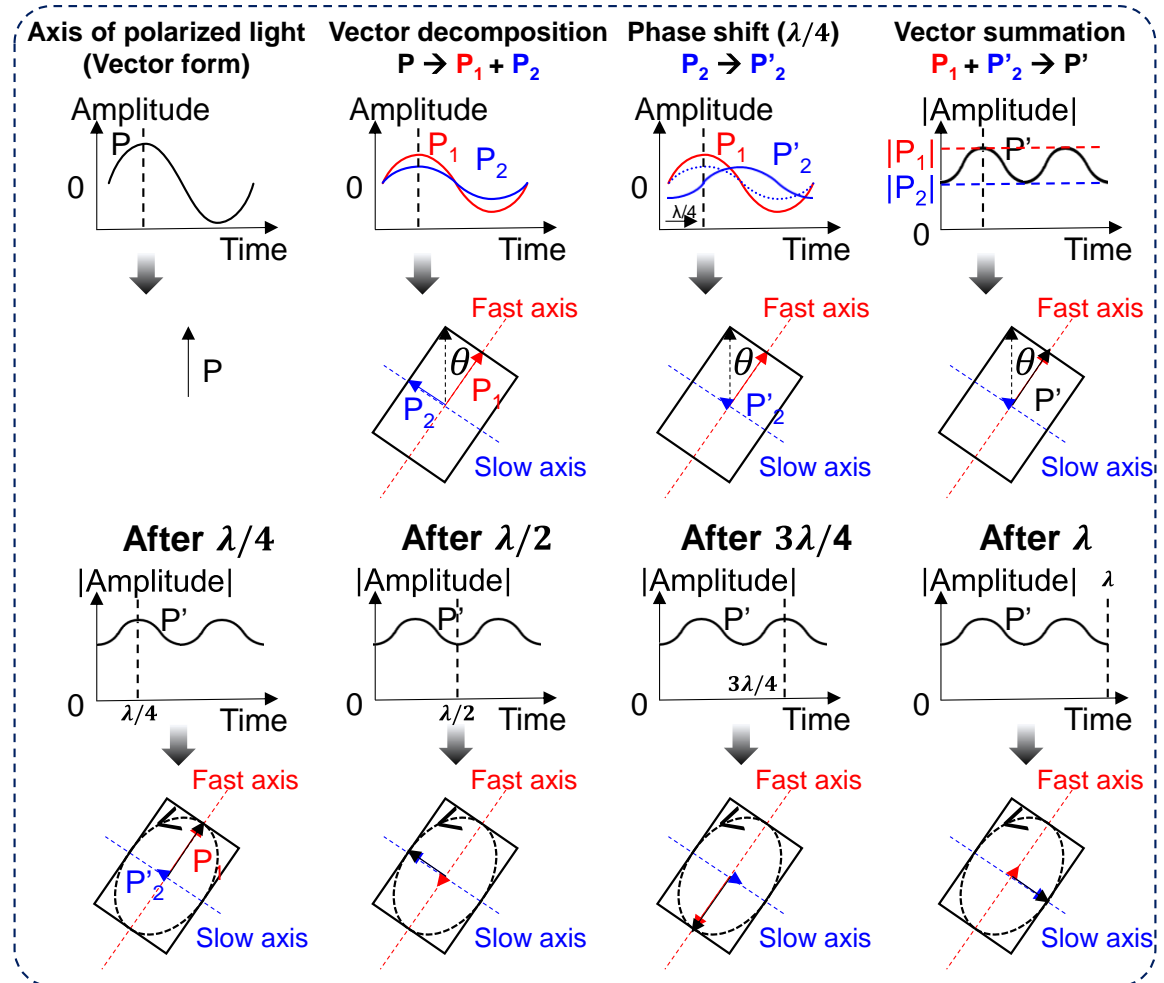 Axis of polarized light
(Vector form)
Vector decomposition
P → P₁ + P₂
Phase shift (λ/4)
P₂ → P'₂
Vector summation
P₁ + P'₂ → P'
Amplitude
P
0
Time
Amplitude
P₁
P₂
0
Time
Amplitude
P₁
P'₂
0
λ/4
Time
|Amplitude|
|P₁|
P'
|P₂|
0
Time
P
Fast axis
θ
P₁
P₂
Slow axis
Fast axis
θ
P'₂
Slow axis
Fast axis
θ
P'
Slow axis
After λ/4
After λ/2
After 3λ/4
After λ
|Amplitude|
P'
0
λ/4
Time
|Amplitude|
P'
0
λ/2
Time
|Amplitude|
P'
3λ/4
0
Time
|Amplitude|
λ
P'
0
Time
Fast axis
P'₂
P₁
Slow axis
Fast axis
Slow axis
Fast axis
Slow axis
Fast axis
Slow axis